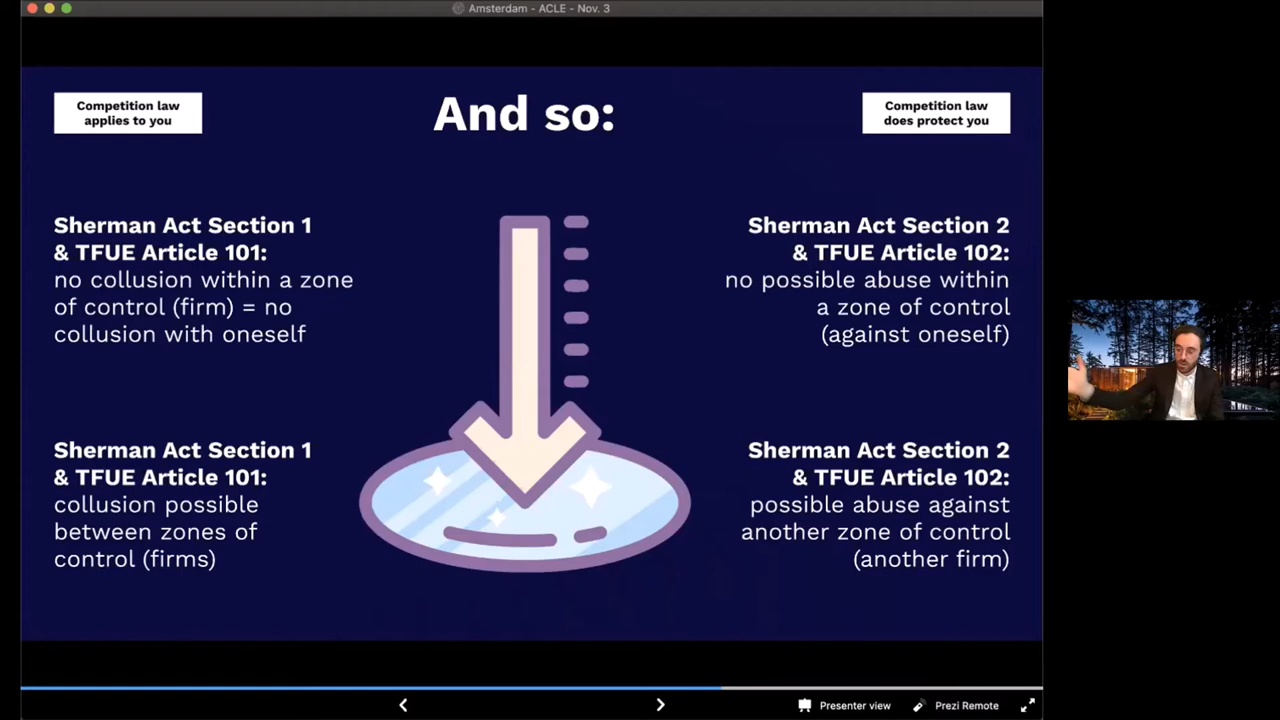 Amsterdam - ACLE - Nov. 3
Competition law
applies to you
And so:
Competition law
does protect you
Sherman Act Section 1
& TFUE Article 101:
no collusion within a zone
of control (firm) = no
collusion with oneself
Sherman Act Section 2
& TFUE Article 102:
no possible abuse within
a zone of control
(against oneself)
Sherman Act Section 1
& TFUE Article 101:
collusion possible
between zones of
control (firms)
Sherman Act Section 2
& TFUE Article 102:
possible abuse against
another zone of control
(another firm)
Presenter view
Prezi Remote